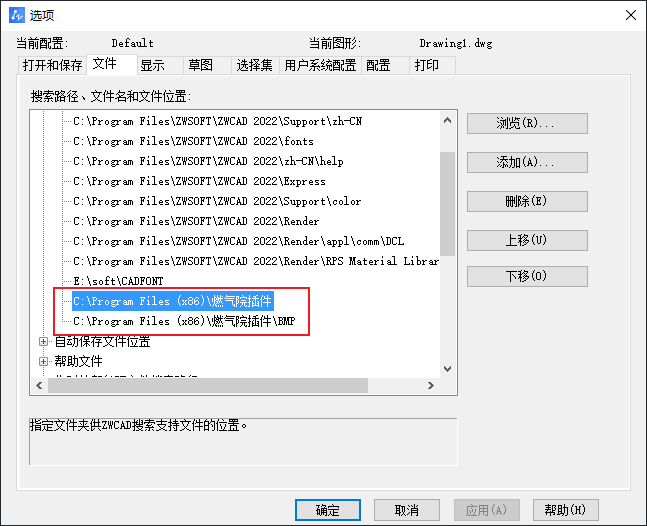 选项
当前配置: Default 当前图形: Drawing1.dwg
打开和保存 文件 显示 草图 选择集 用户系统配置 配置 打印
搜索路径、文件名和文件位置:
C:\Program Files\ZWSOFT\ZWCAD 2022\Support\zh-CN
C:\Program Files\ZWSOFT\ZWCAD 2022\fonts
C:\Program Files\ZWSOFT\ZWCAD 2022\zh-CN\help
C:\Program Files\ZWSOFT\ZWCAD 2022\Express
C:\Program Files\ZWSOFT\ZWCAD 2022\Support\color
C:\Program Files\ZWSOFT\ZWCAD 2022\Render
C:\Program Files\ZWSOFT\ZWCAD 2022\Render\appl\comm\DCL
C:\Program Files\ZWSOFT\ZWCAD 2022\Render\RPS Material Librar
E:\soft\CADFONT
C:\Program Files (x86)\燃气院插件
C:\Program Files (x86)\燃气院插件\BMP
自动保存文件位置
帮助文件
浏览(R)...
添加(A)...
删除(E)
上移(U)
下移(O)
指定文件夹供ZWCAD搜索支持文件的位置。
确定 取消 应用(A) 帮助(H)